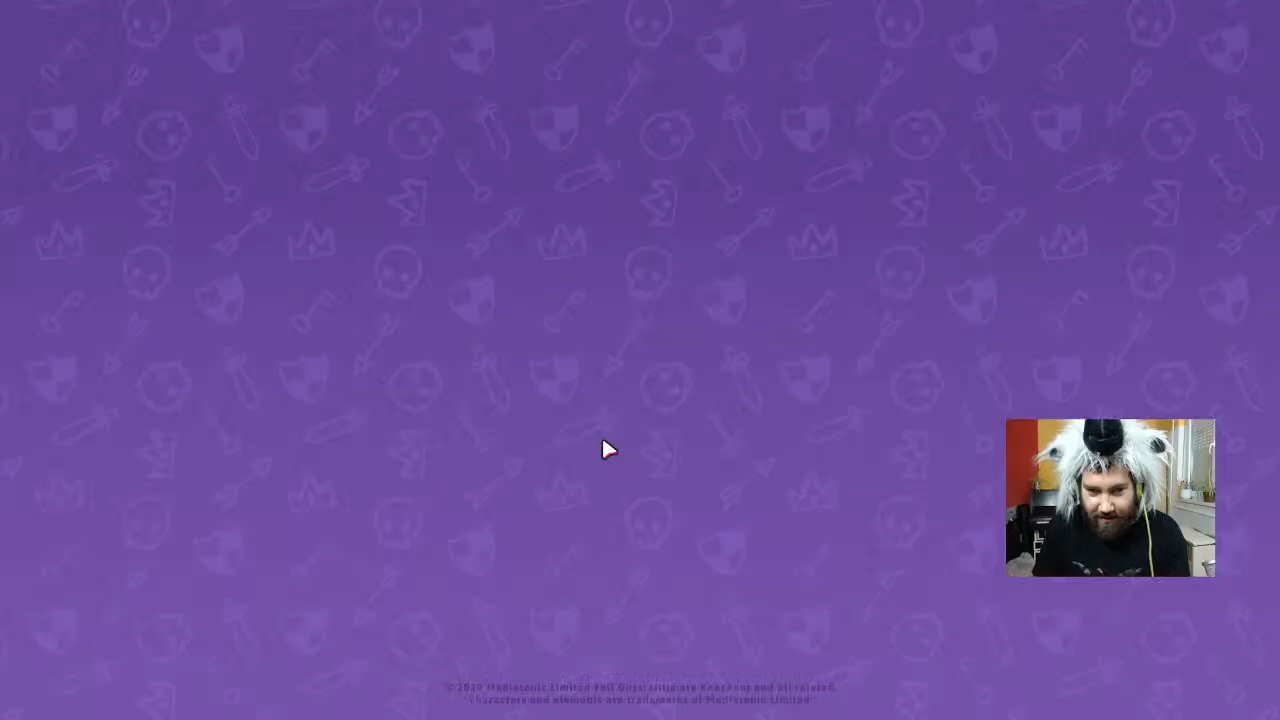 © 2020 Mediatonic Limited Fall Guys: Ultimate Knockout and all related
characters and elements are trademarks of Mediatonic Limited